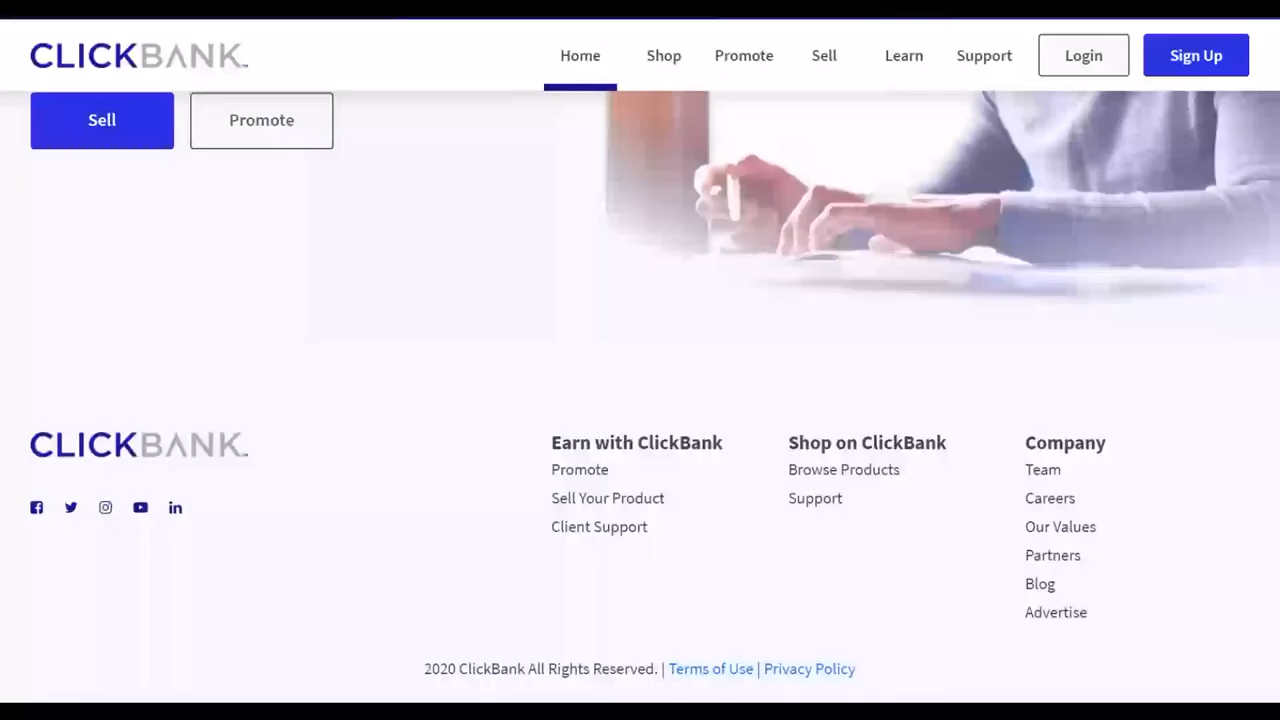 CLICKBANK
Home Shop Promote Sell Learn Support Login Sign Up
Sell Promote
CLICKBANK
Earn with ClickBank
Promote
Sell Your Product
Client Support
Shop on ClickBank
Browse Products
Support
Company
Team
Careers
Our Values
Partners
Blog
Advertise
2020 ClickBank All Rights Reserved. | Terms of Use | Privacy Policy